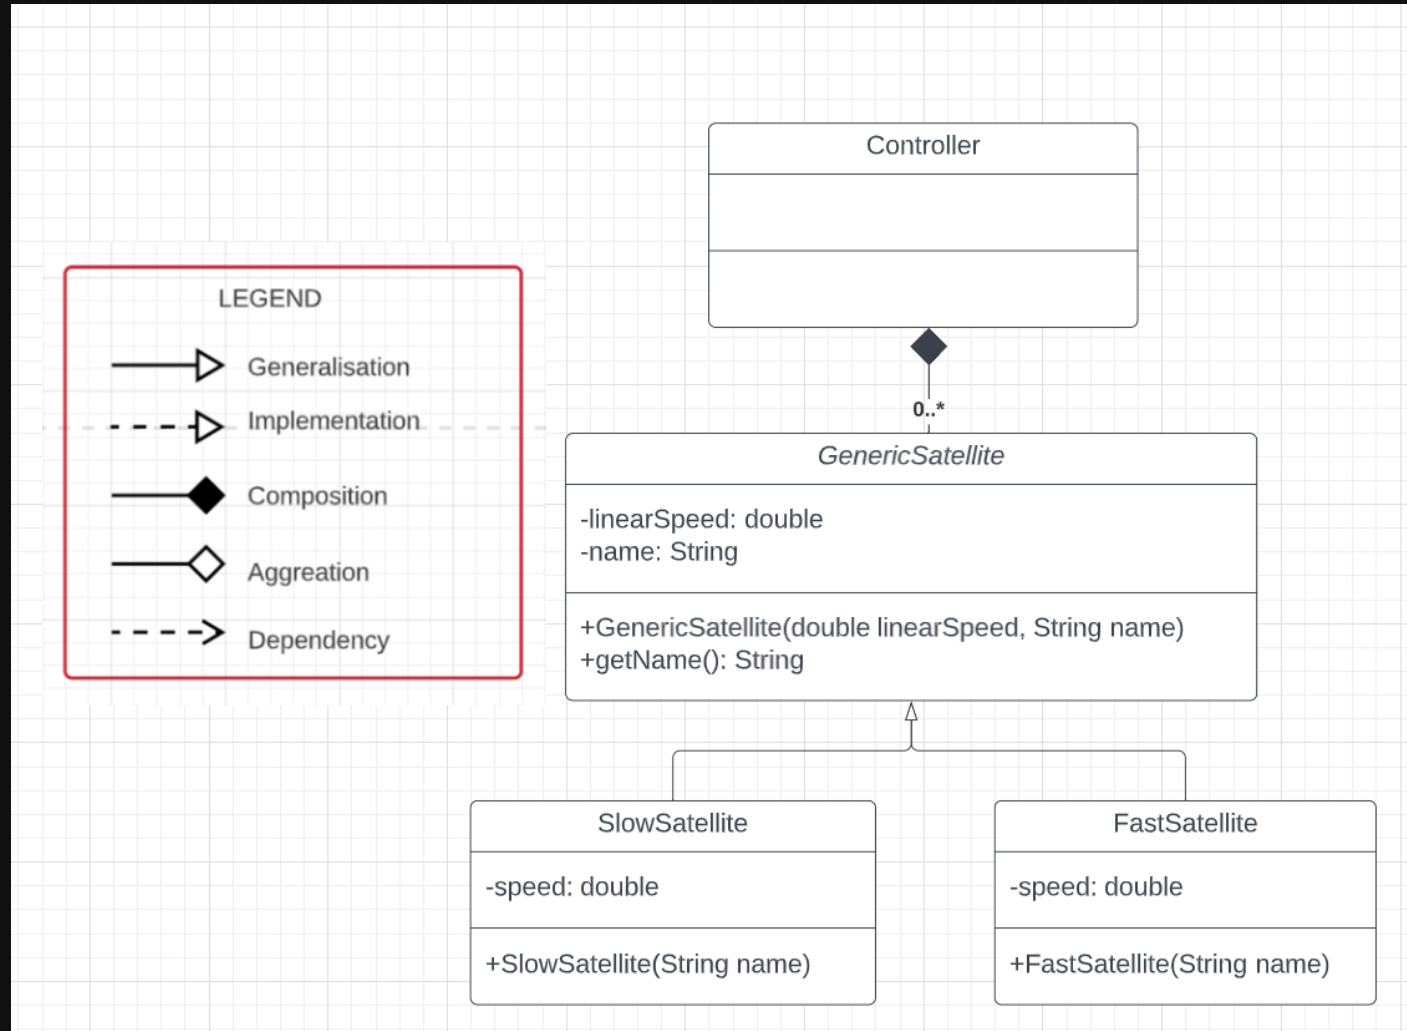 Controller
LEGEND
Generalisation
Implementation
Composition
Aggreation
Dependency
0..*
GenericSatellite
-linearSpeed: double
-name: String
+GenericSatellite(double linearSpeed, String name)
+getName(): String
SlowSatellite
-speed: double
+SlowSatellite(String name)
FastSatellite
-speed: double
+FastSatellite(String name)